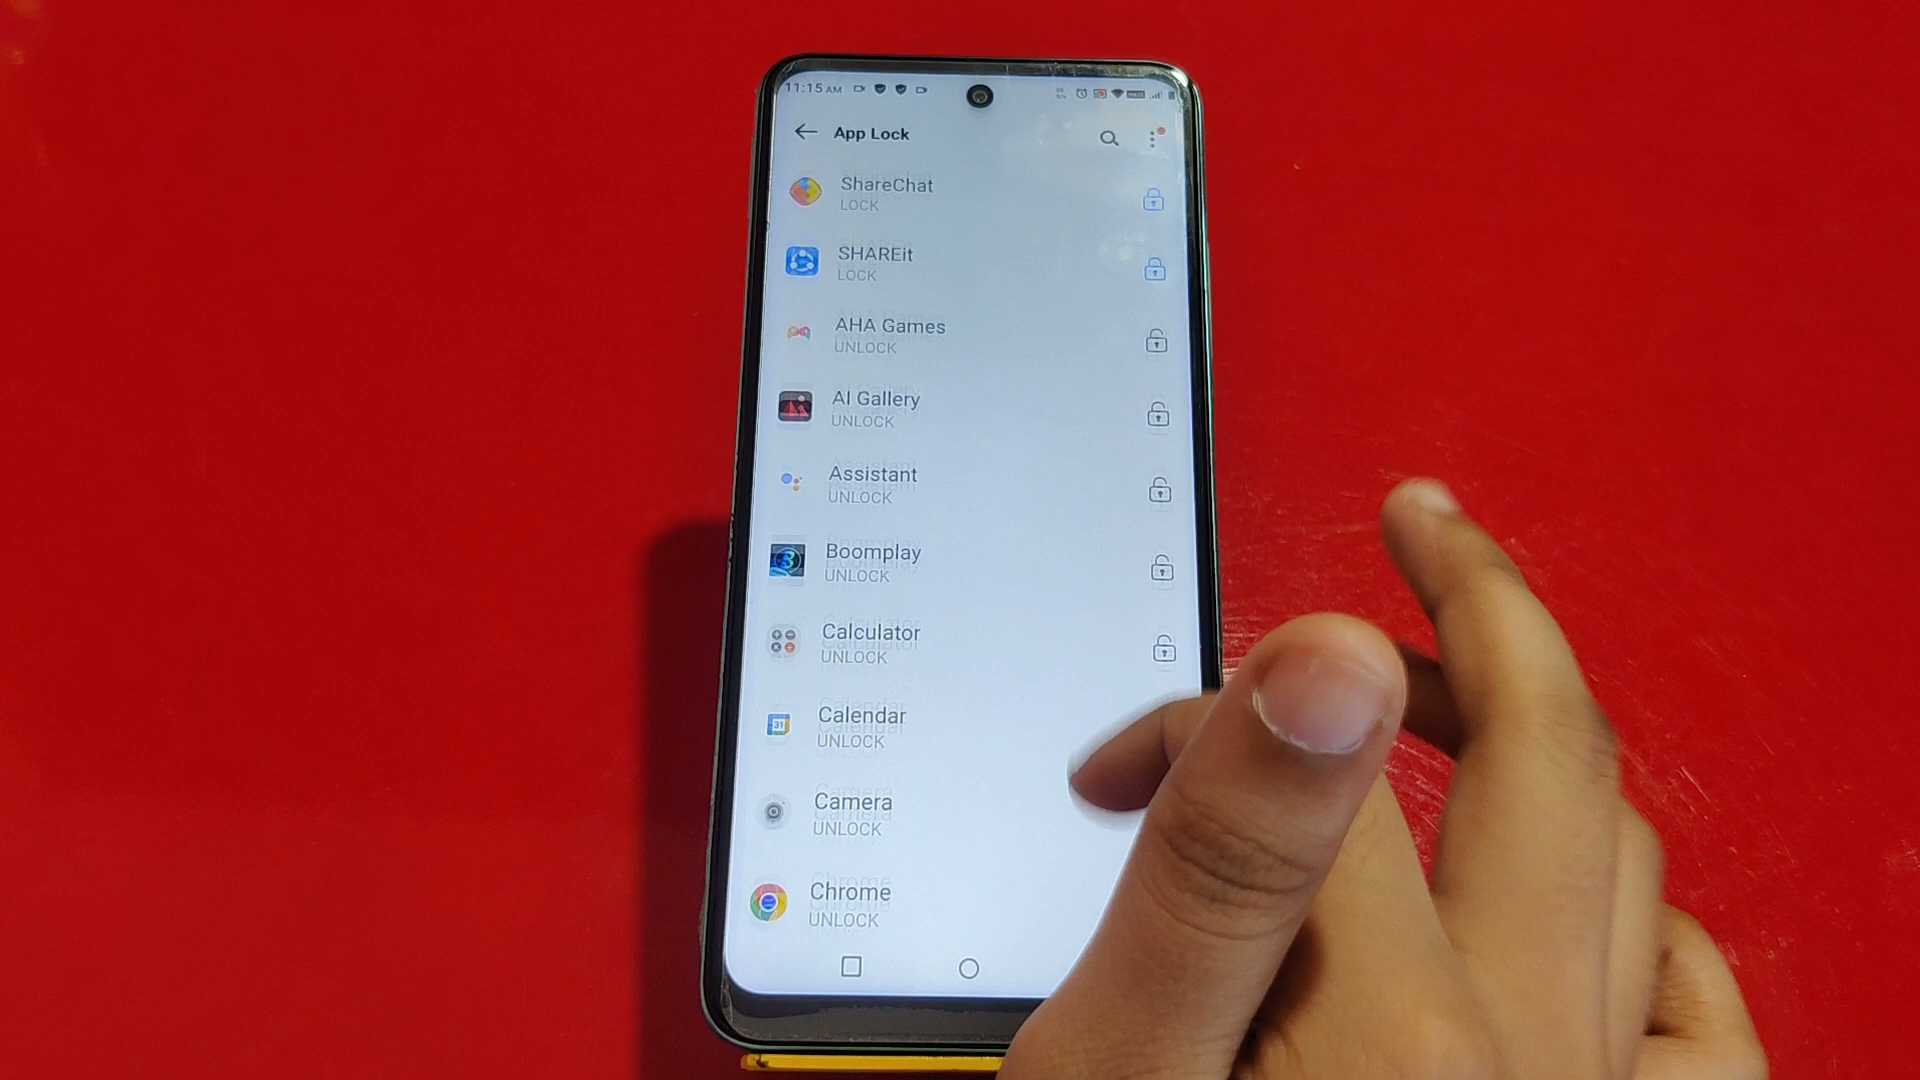 11:15 AM
App Lock
ShareChat
LOCK
SHAREit
LOCK
AHA Games
UNLOCK
AI Gallery
UNLOCK
Assistant
UNLOCK
Boomplay
UNLOCK
Calculator
UNLOCK
31
Calendar
UNLOCK
Camera
UNLOCK
Chrome
UNLOCK